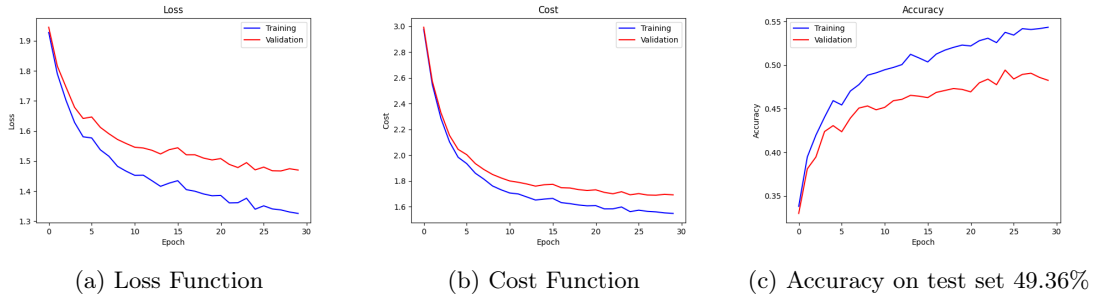 Loss
Training
Validation
1.9
1.8
1.7
1.6
1.5
1.4
1.3
Loss
0
5
10
15
20
25
30
Epoch
(a) Loss Function
Cost
Training
Validation
3.0
2.8
2.6
2.4
2.2
2.0
1.8
1.6
Cost
0
5
10
15
20
25
30
Epoch
(b) Cost Function
Accuracy
Training
Validation
0.55
0.50
0.45
0.40
0.35
Accuracy
0
5
10
15
20
25
30
Epoch
(c) Accuracy on test set 49.36%